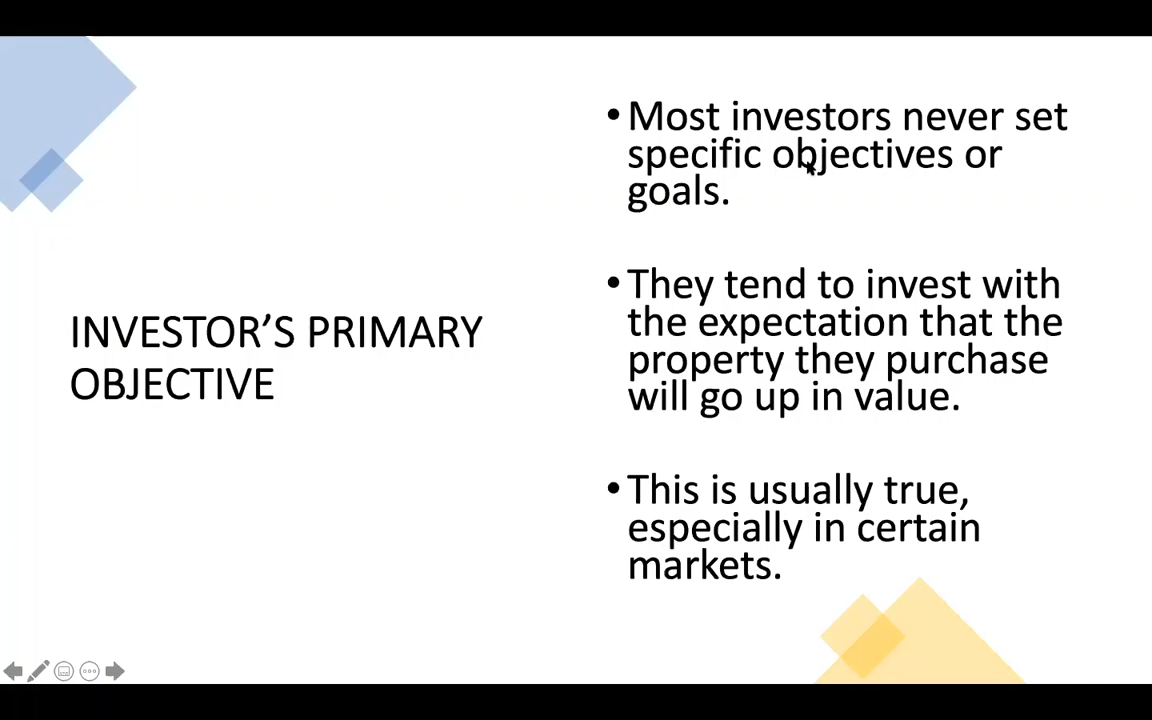 INVESTOR’S PRIMARY
OBJECTIVE
•Most investors never set
specific objectives or
goals.
•They tend to invest with
the expectation that the
property they purchase
will go up in value.
•This is usually true,
especially in certain
markets.